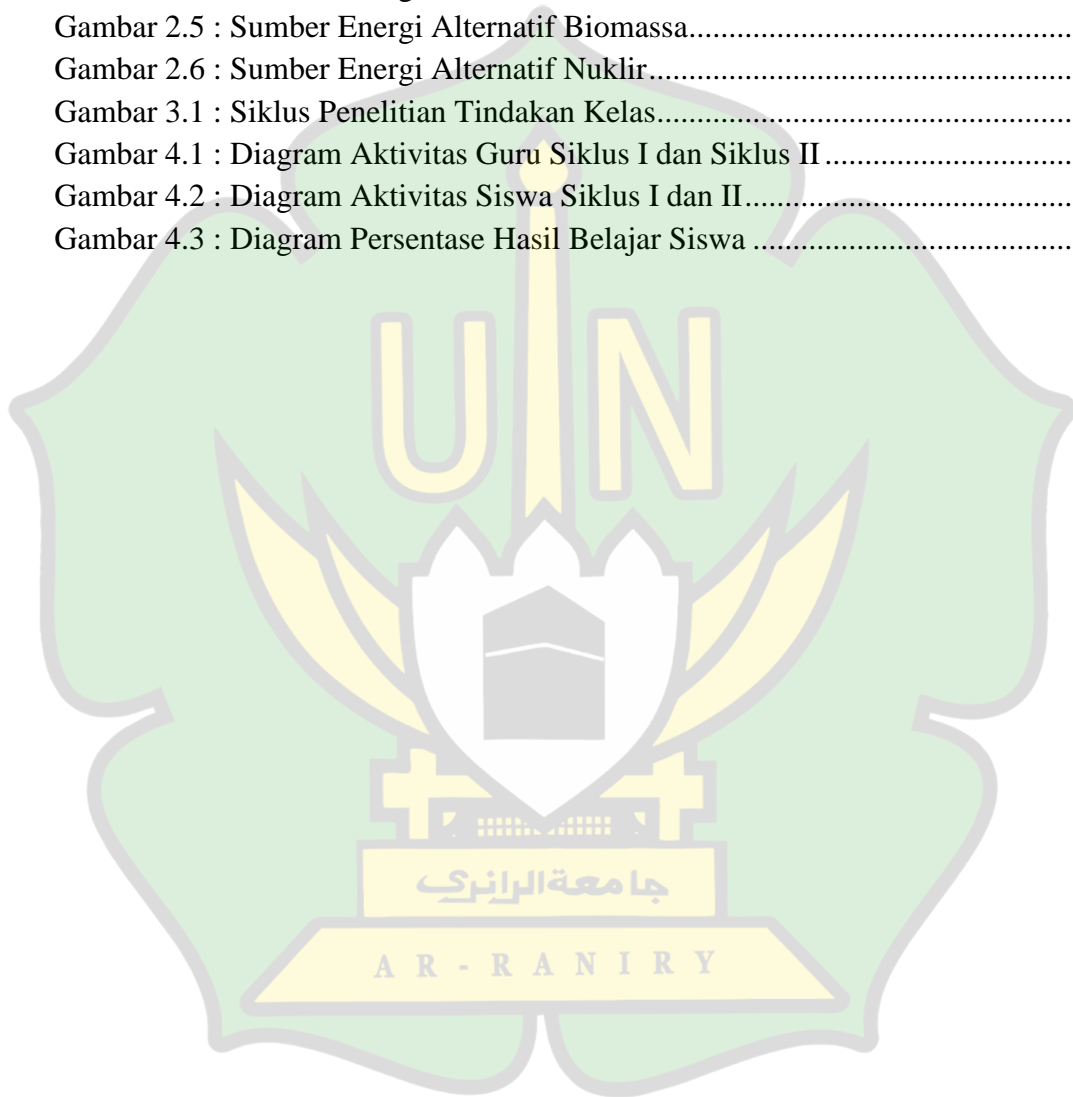 Gambar 2.5 : Sumber Energi Alternatif Biomassa........................................................
Gambar 2.6 : Sumber Energi Alternatif Nuklir.............................................................
Gambar 3.1 : Siklus Penelitian Tindakan Kelas............................................................
Gambar 4.1 : Diagram Aktivitas Guru Siklus I dan Siklus II.......................................
Gambar 4.2 : Diagram Aktivitas Siswa Siklus I dan II.................................................
Gambar 4.3 : Diagram Persentase Hasil Belajar Siswa ................................................
UIN
جامعة الرانري
AR-RANIRY